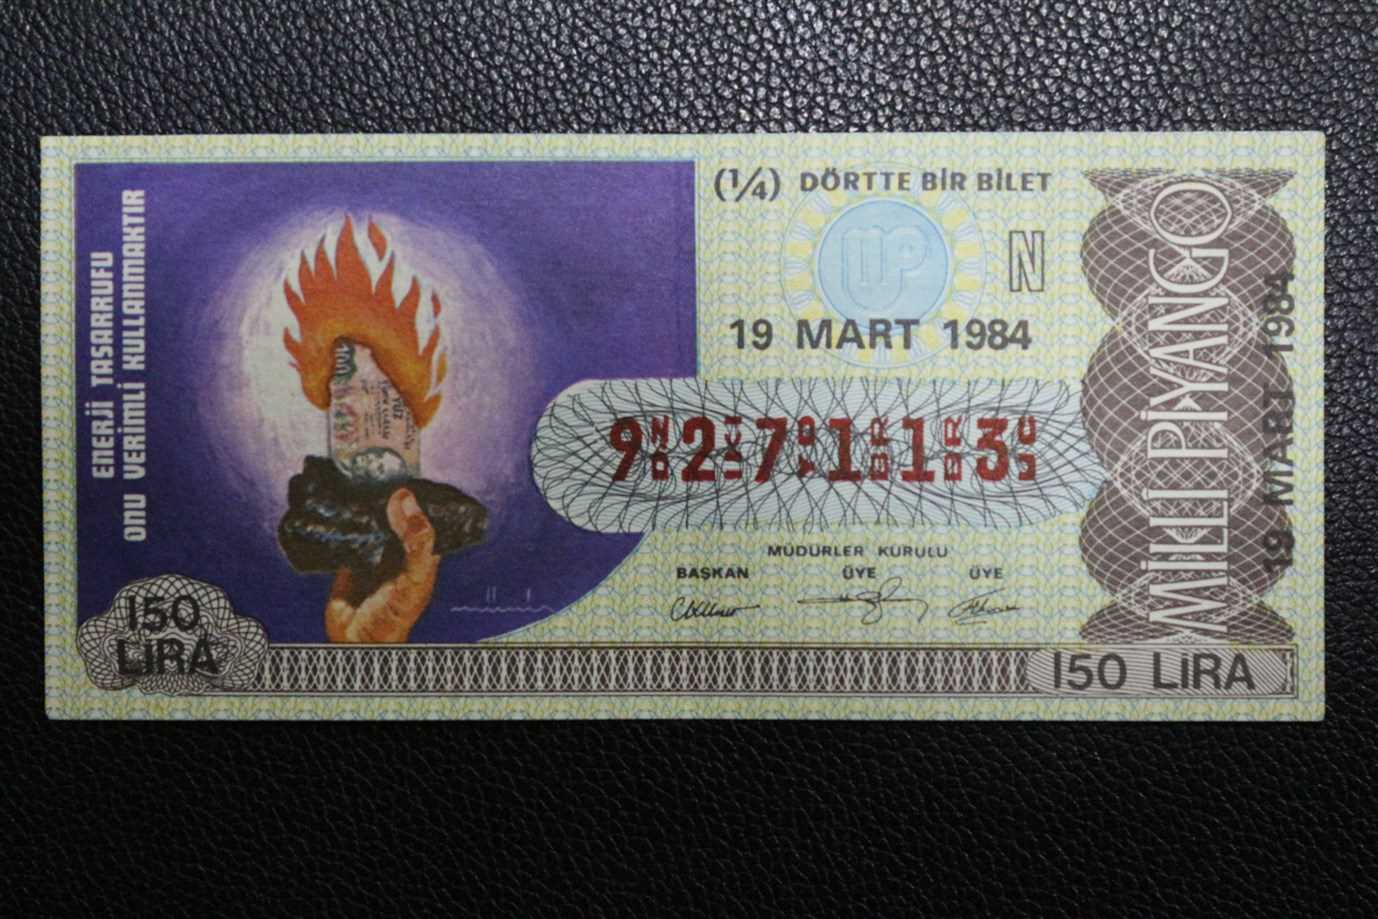 ENERJİ TASARRUFU
ONU VERİMLİ KULLANMAKTIR
(1/4) DÖRTTE BİR BİLET
N
19 MART 1984
9 2 7 1 1 3
MÜDÜRLER KURULU
BAŞKAN ÜYE ÜYE
150 LİRA
150 LİRA
MİLLİ PİYANGO
19 MART 1984
100
YÜZ